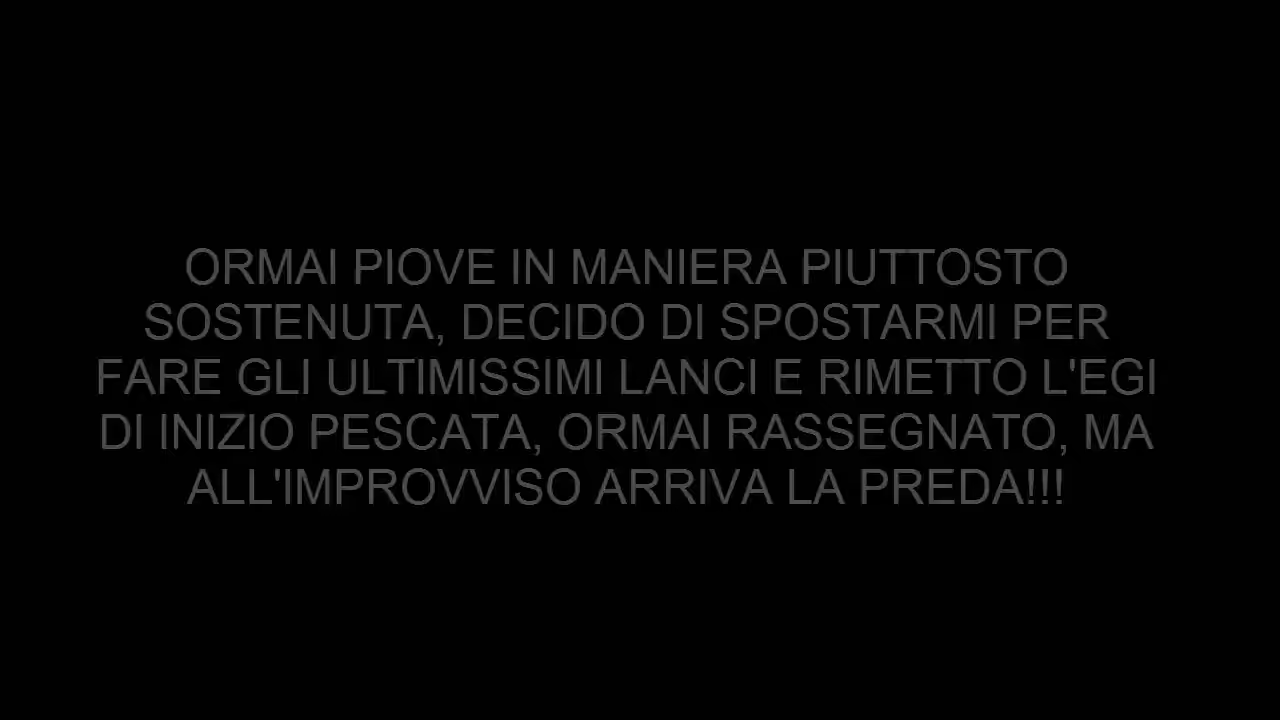 ORMAI PIOVE IN MANIERA PIUTTOSTO
SOSTENUTA, DECIDO DI SPOSTARMI PER
FARE GLI ULTIMISSIMI LANCI E RIMETTO L'EGI
DI INIZIO PESCATA, ORMAI RASSEGNATO, MA
ALL'IMPROVVISO ARRIVA LA PREDA!!!